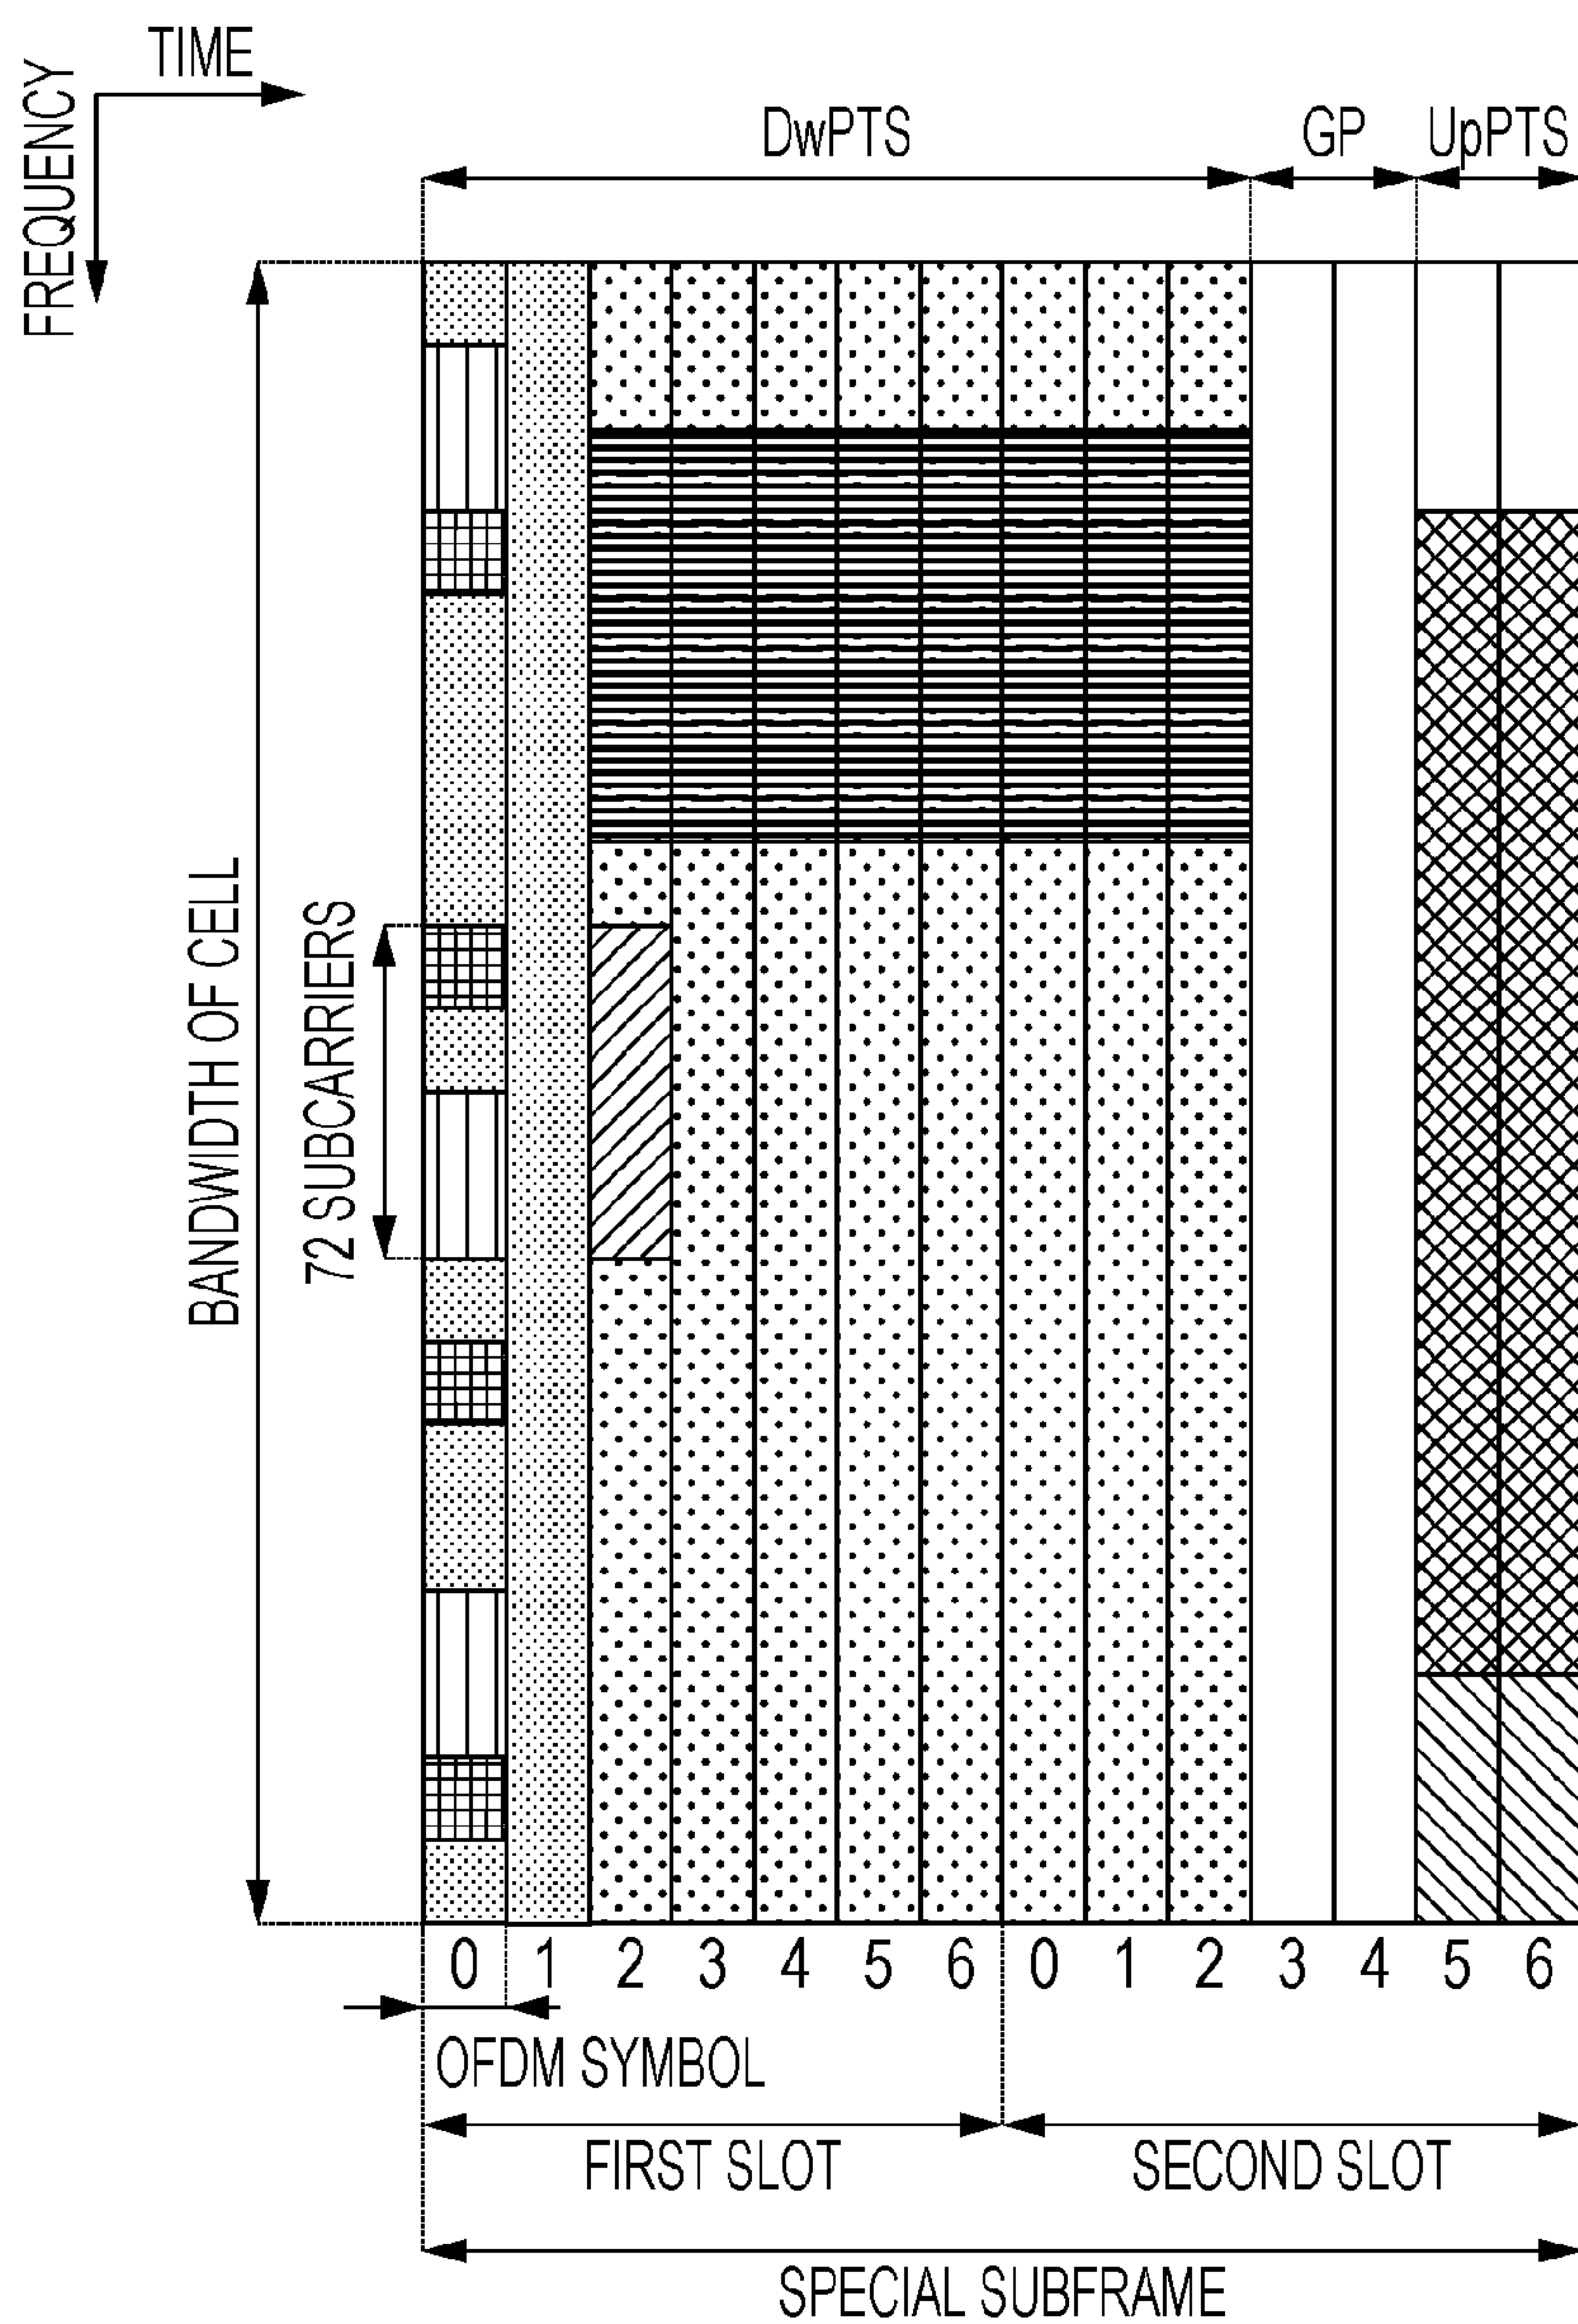 TIME
FREQUENCY
DwPTS GP UpPTS
BANDWIDTH OF CELL
72 SUBCARRIERS
0 1 2 3 4 5 6 0 1 2 3 4 5 6
OFDM SYMBOL
FIRST SLOT SECOND SLOT
SPECIAL SUBFRAME